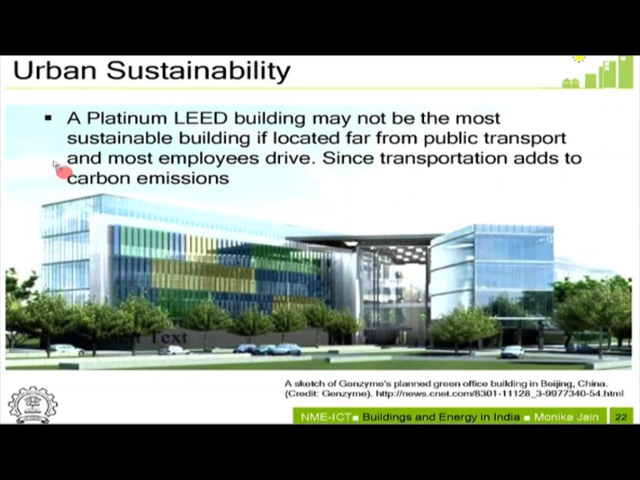 Urban Sustainability
▪ A Platinum LEED building may not be the most
sustainable building if located far from public transport
and most employees drive. Since transportation adds to
carbon emissions
Text
A sketch of Genzyme's planned green office building in Beijing, China.
(Credit: Genzyme). http://news.cnet.com/8301-11128_3-9977340-54.html
NME-ICT■ Buildings and Energy in India ■ Monika Jain 22